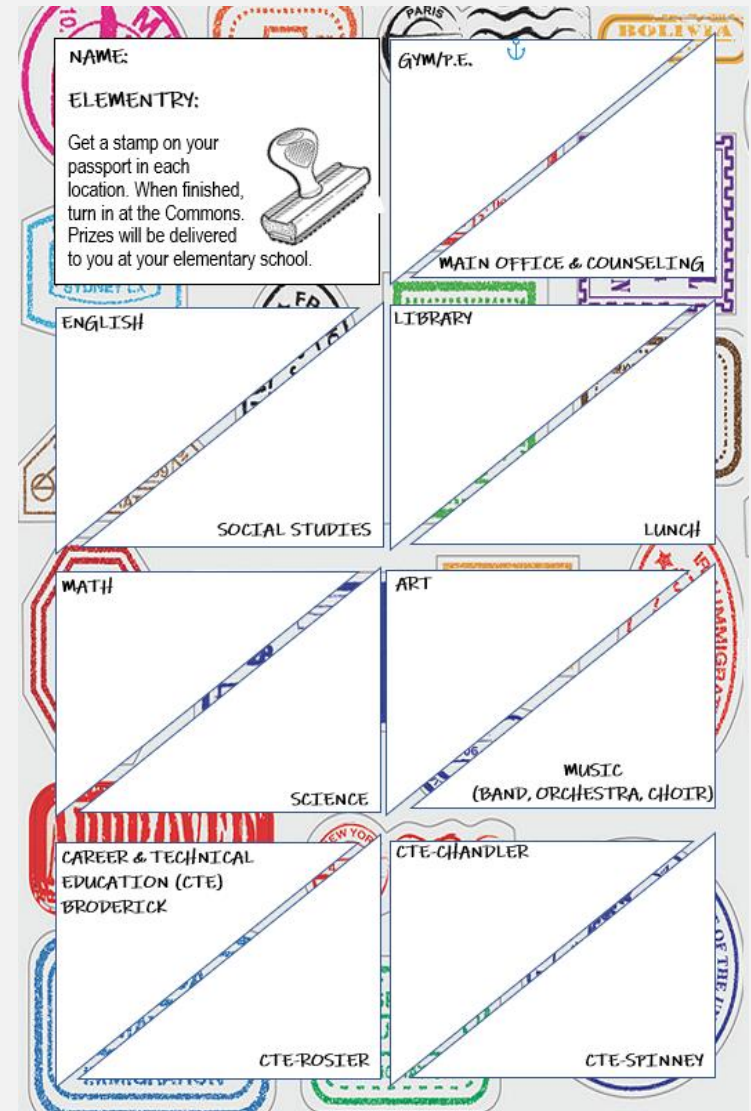 PARIS
BOLIVIA
NAME:
ELEMENTRY:
Get a stamp on your
passport in each
location. When finished,
turn in at the Commons.
Prizes will be delivered
to you at your elementary school.
GYM/P.E.
MAIN OFFICE & COUNSELING
SYDNEY
ENGLISH
SOCIAL STUDIES
LIBRARY
LUNCH
MATH
SCIENCE
ART
MUSIC
(BAND, ORCHESTRA, CHOIR)
CAREER & TECHNICAL
EDUCATION (CTE)
BRODERICK
CTE-ROSIER
CTE-CHANDLER
CTE-SPINNEY
OF THE